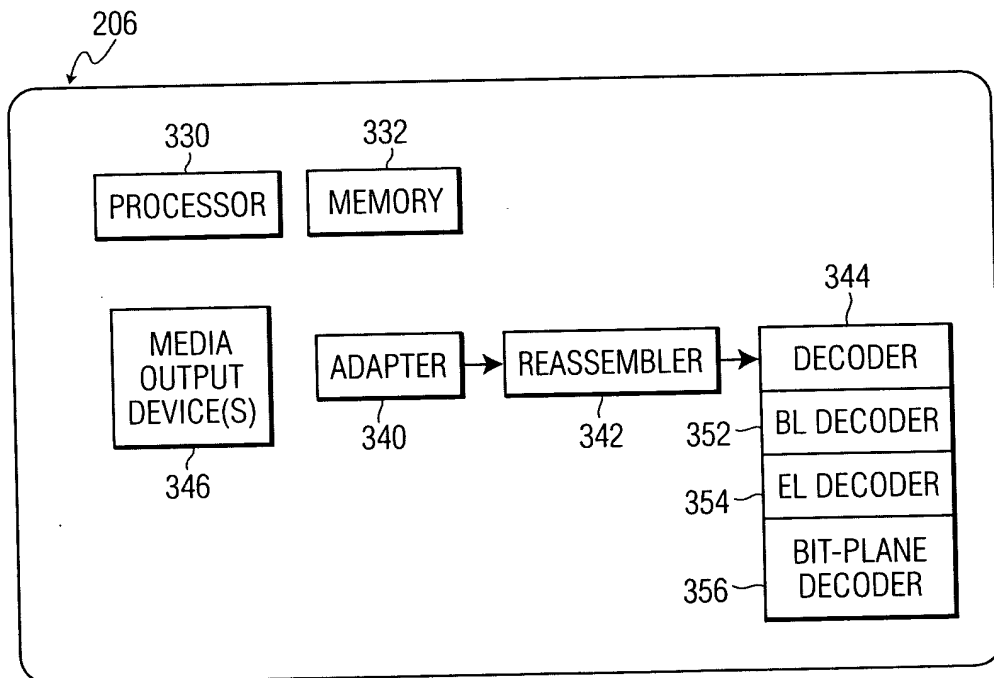 206
330
332
PROCESSOR
MEMORY
344
MEDIA
OUTPUT
DEVICE(S)
ADAPTER
REASSEMBLER
DECODER
BL DECODER
EL DECODER
BIT-PLANE
DECODER
346
340
342
352
354
356